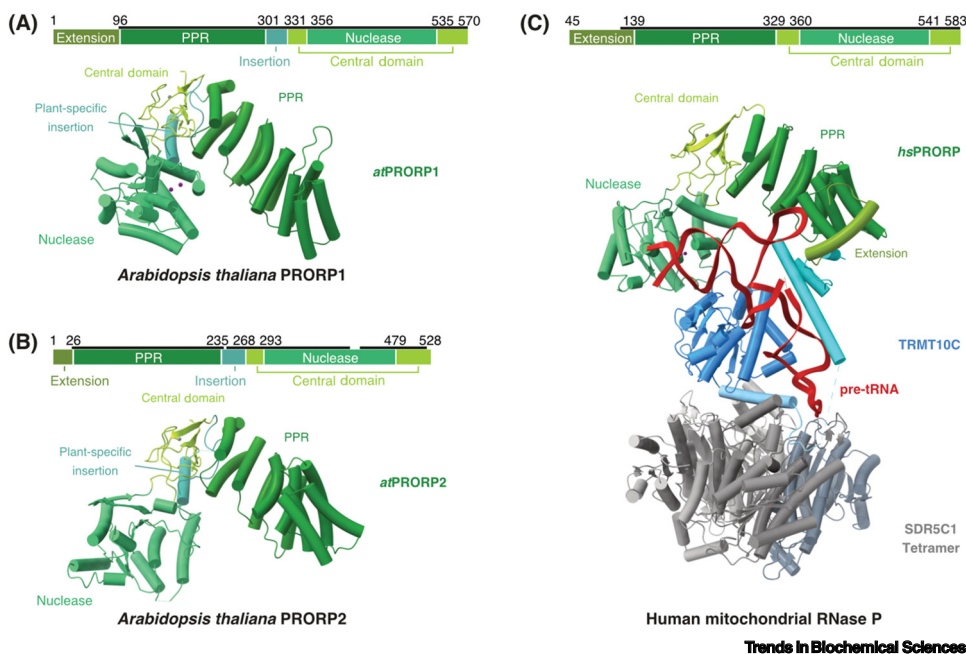 (A)
1 96 301 331 356 535 570
Extension PPR Nuclease
Insertion Central domain
Central domain
PPR
Plant-specific
insertion
atPRORP1
Nuclease
Arabidopsis thaliana PRORP1
(B)
1 26 235 268 293 479 528
PPR Nuclease
Extension Insertion Central domain
Central domain
PPR
Plant-specific
insertion
atPRORP2
Nuclease
Arabidopsis thaliana PRORP2
(C)
45 139 329 360 541 583
Extension PPR Nuclease
Central domain
Central domain
PPR
hsPRORP
Nuclease
Extension
TRMT10C
pre-tRNA
SDR5C1
Tetramer
Human mitochondrial RNase P
Trends in Biochemical Sciences